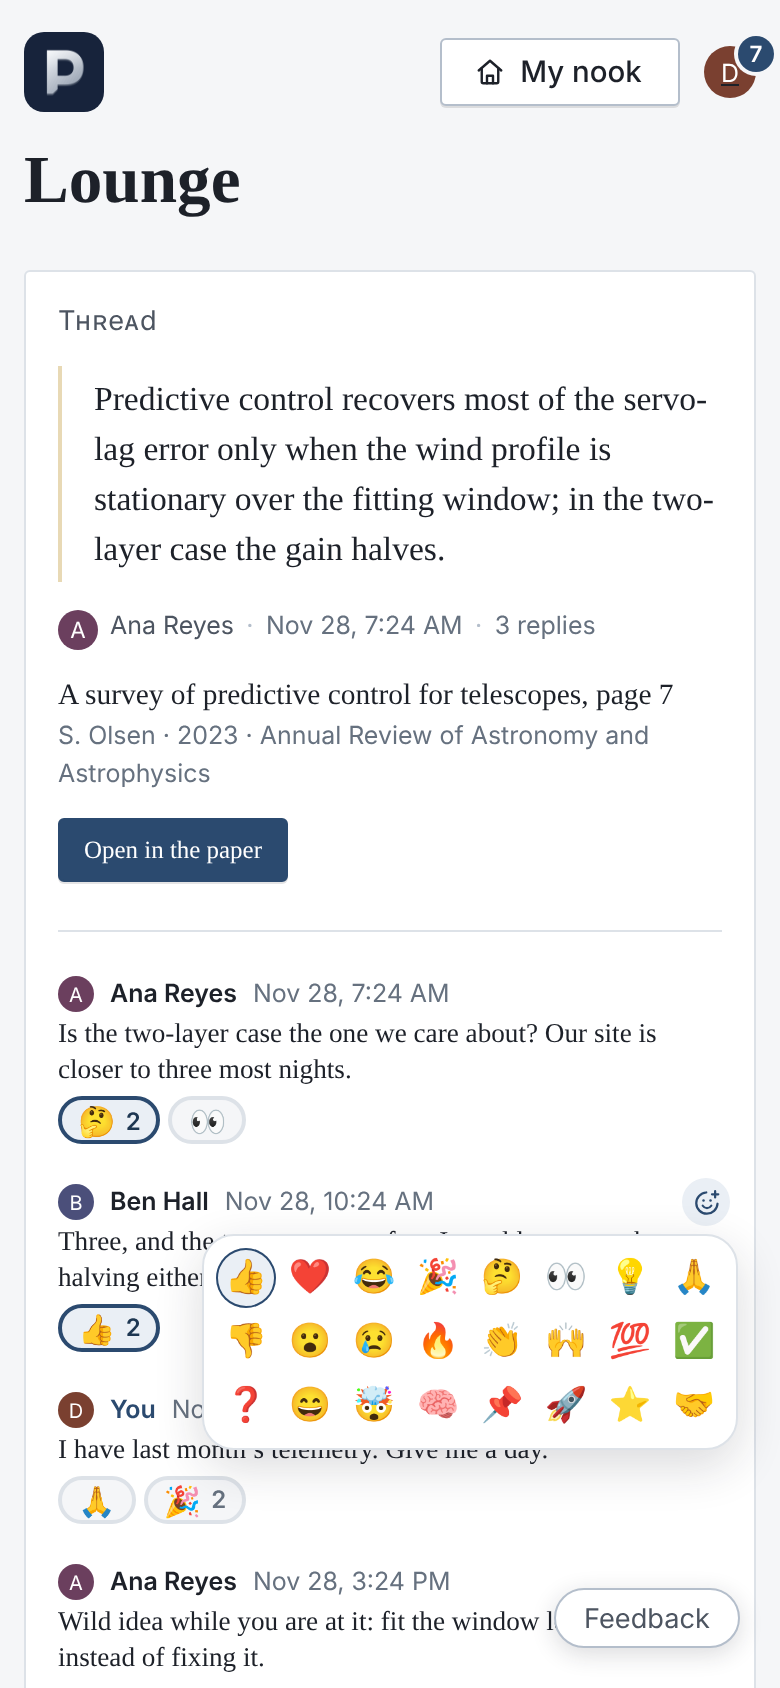 P
My nook
D
7
Lounge
Thread
Predictive control recovers most of the servo-
lag error only when the wind profile is
stationary over the fitting window; in the two-
layer case the gain halves.
A Ana Reyes · Nov 28, 7:24 AM · 3 replies
A survey of predictive control for telescopes, page 7
S. Olsen · 2023 · Annual Review of Astronomy and
Astrophysics
Open in the paper
A Ana Reyes Nov 28, 7:24 AM
Is the two-layer case the one we care about? Our site is
closer to three most nights.
🤔 2 👀
B Ben Hall Nov 28, 10:24 AM
Three, and the
halving either
👍 2
👍 ❤️ 😂 🎉 🤔 👀 💡 🙏
👎 😮 😢 🔥 👏 🙌 💯 ✅
❓ 😄 🤯 🧠 📌 🚀 ⭐ 🤝
D You
I have last month's telemetry. Give me a day.
🙏 🎉 2
A Ana Reyes Nov 28, 3:24 PM
Wild idea while you are at it: fit the window
instead of fixing it.
Feedback